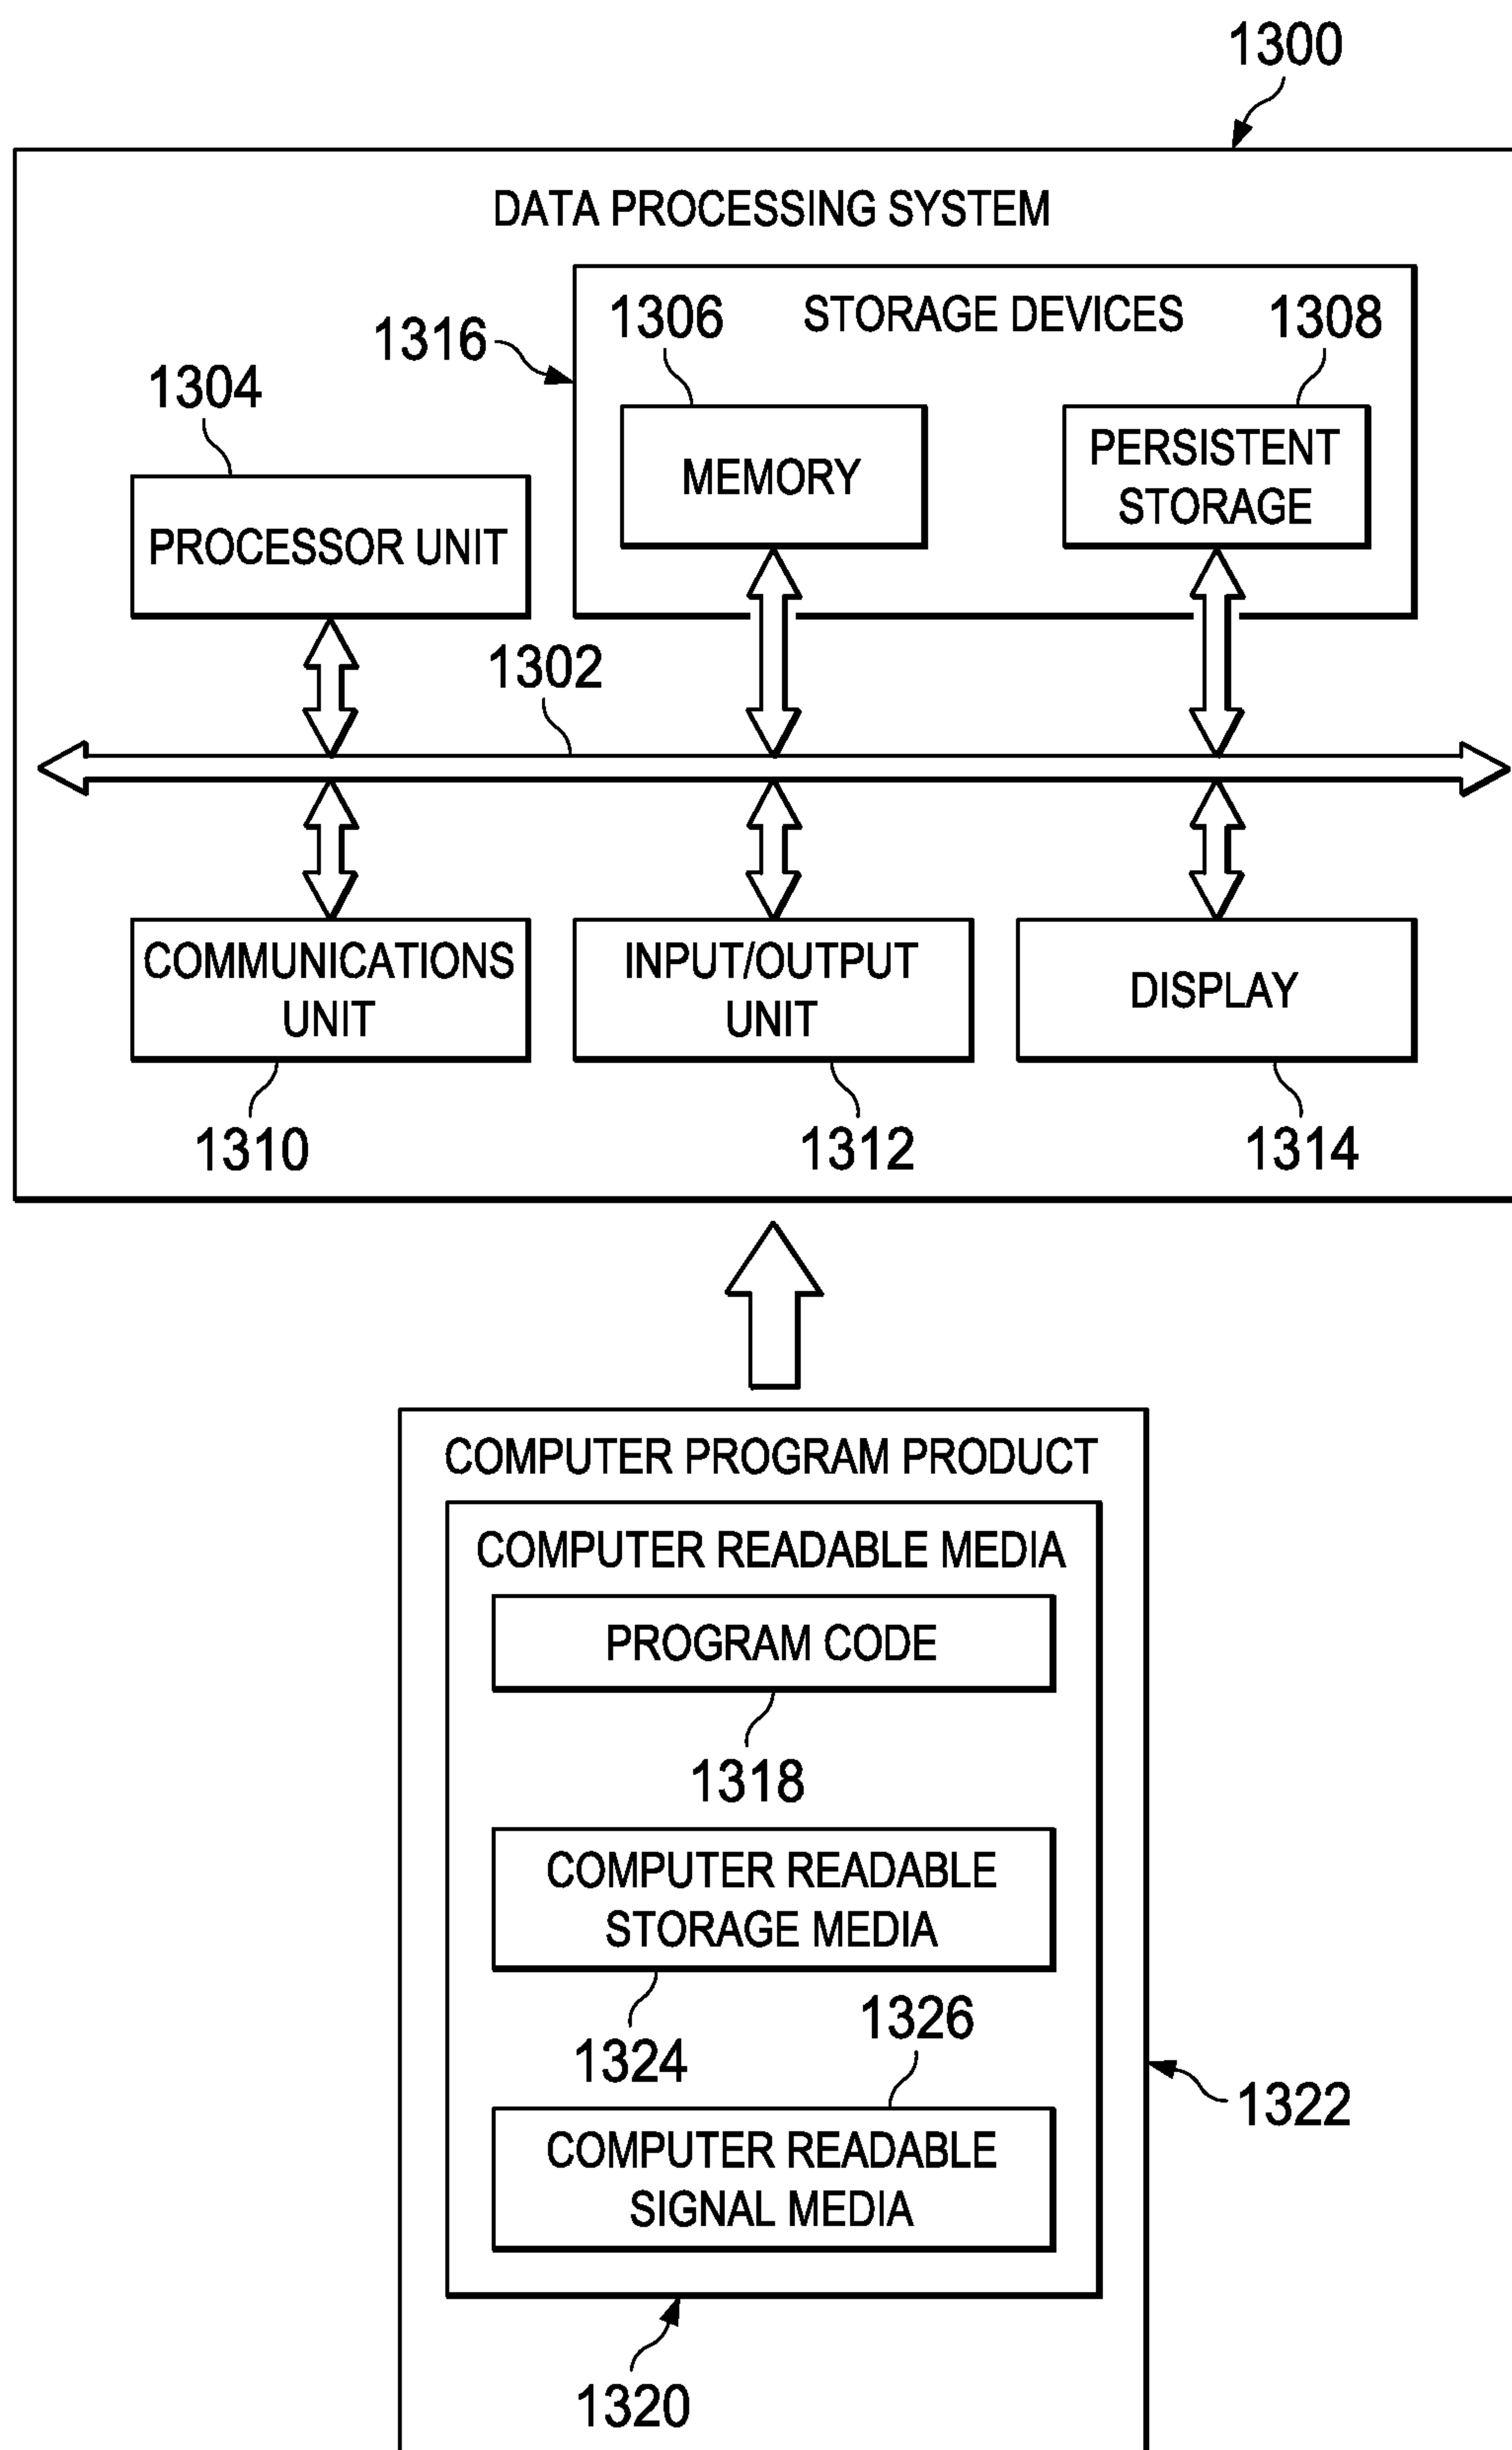 1300
DATA PROCESSING SYSTEM
1306
STORAGE DEVICES
1308
1316
1304
MEMORY
PERSISTENT
STORAGE
PROCESSOR UNIT
1302
COMMUNICATIONS
UNIT
INPUT/OUTPUT
UNIT
DISPLAY
1310
1312
1314
COMPUTER PROGRAM PRODUCT
COMPUTER READABLE MEDIA
PROGRAM CODE
1318
COMPUTER READABLE
STORAGE MEDIA
1324
1326
1322
COMPUTER READABLE
SIGNAL MEDIA
1320